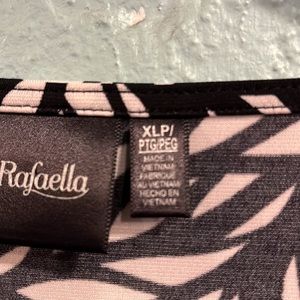 Rafaella
XLP/
PTG/PEG
MADE IN
VIETNAM
FABRIQUÉ
AU VIETNAM
HECHO EN
VIETNAM